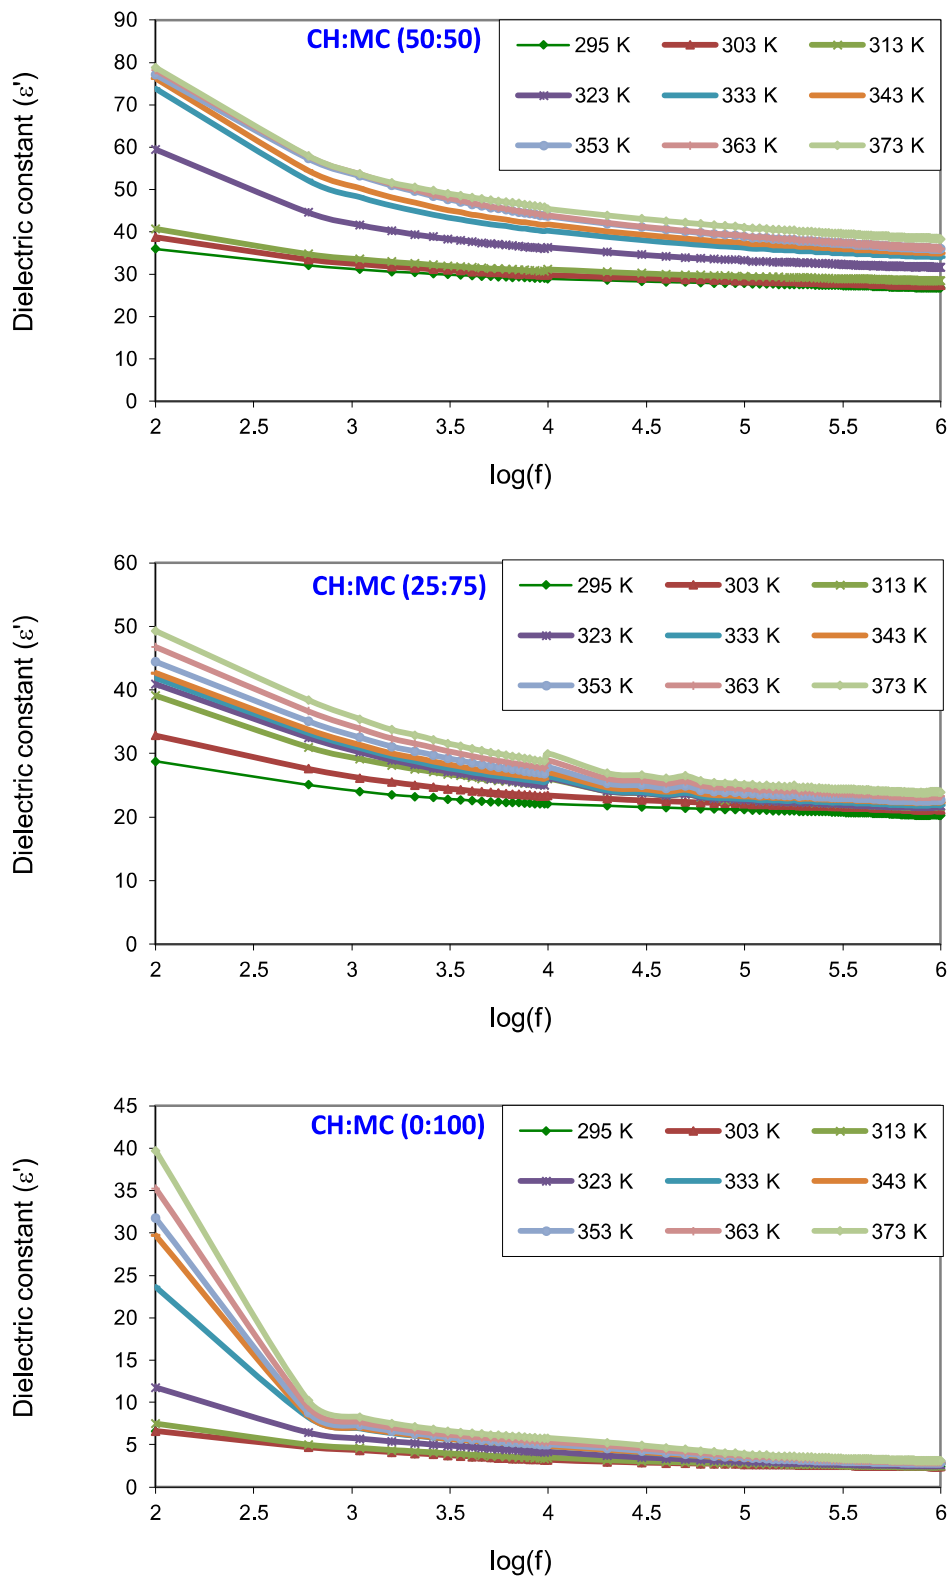 CH:MC (50:50)
295 K 303 K 313 K
323 K 333 K 343 K
353 K 363 K 373 K
Dielectric constant (ε')
90
80
70
60
50
40
30
20
10
0
2 2.5 3 3.5 4 4.5 5 5.5 6
log(f)
CH:MC (25:75)
295 K 303 K 313 K
323 K 333 K 343 K
353 K 363 K 373 K
Dielectric constant (ε')
60
50
40
30
20
10
0
2 2.5 3 3.5 4 4.5 5 5.5 6
log(f)
CH:MC (0:100)
295 K 303 K 313 K
323 K 333 K 343 K
353 K 363 K 373 K
Dielectric constant (ε')
45
40
35
30
25
20
15
10
5
0
2 2.5 3 3.5 4 4.5 5 5.5 6
log(f)